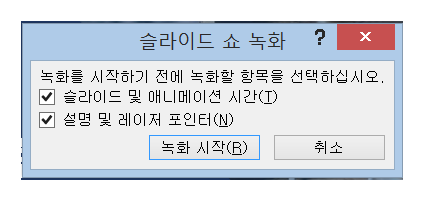 슬라이드 쇼 녹화 ? x
녹화를 시작하기 전에 녹화할 항목을 선택하십시오.
슬라이드 및 애니메이션 시간(T)
설명 및 레이저 포인터(N)
녹화 시작(R) 취소